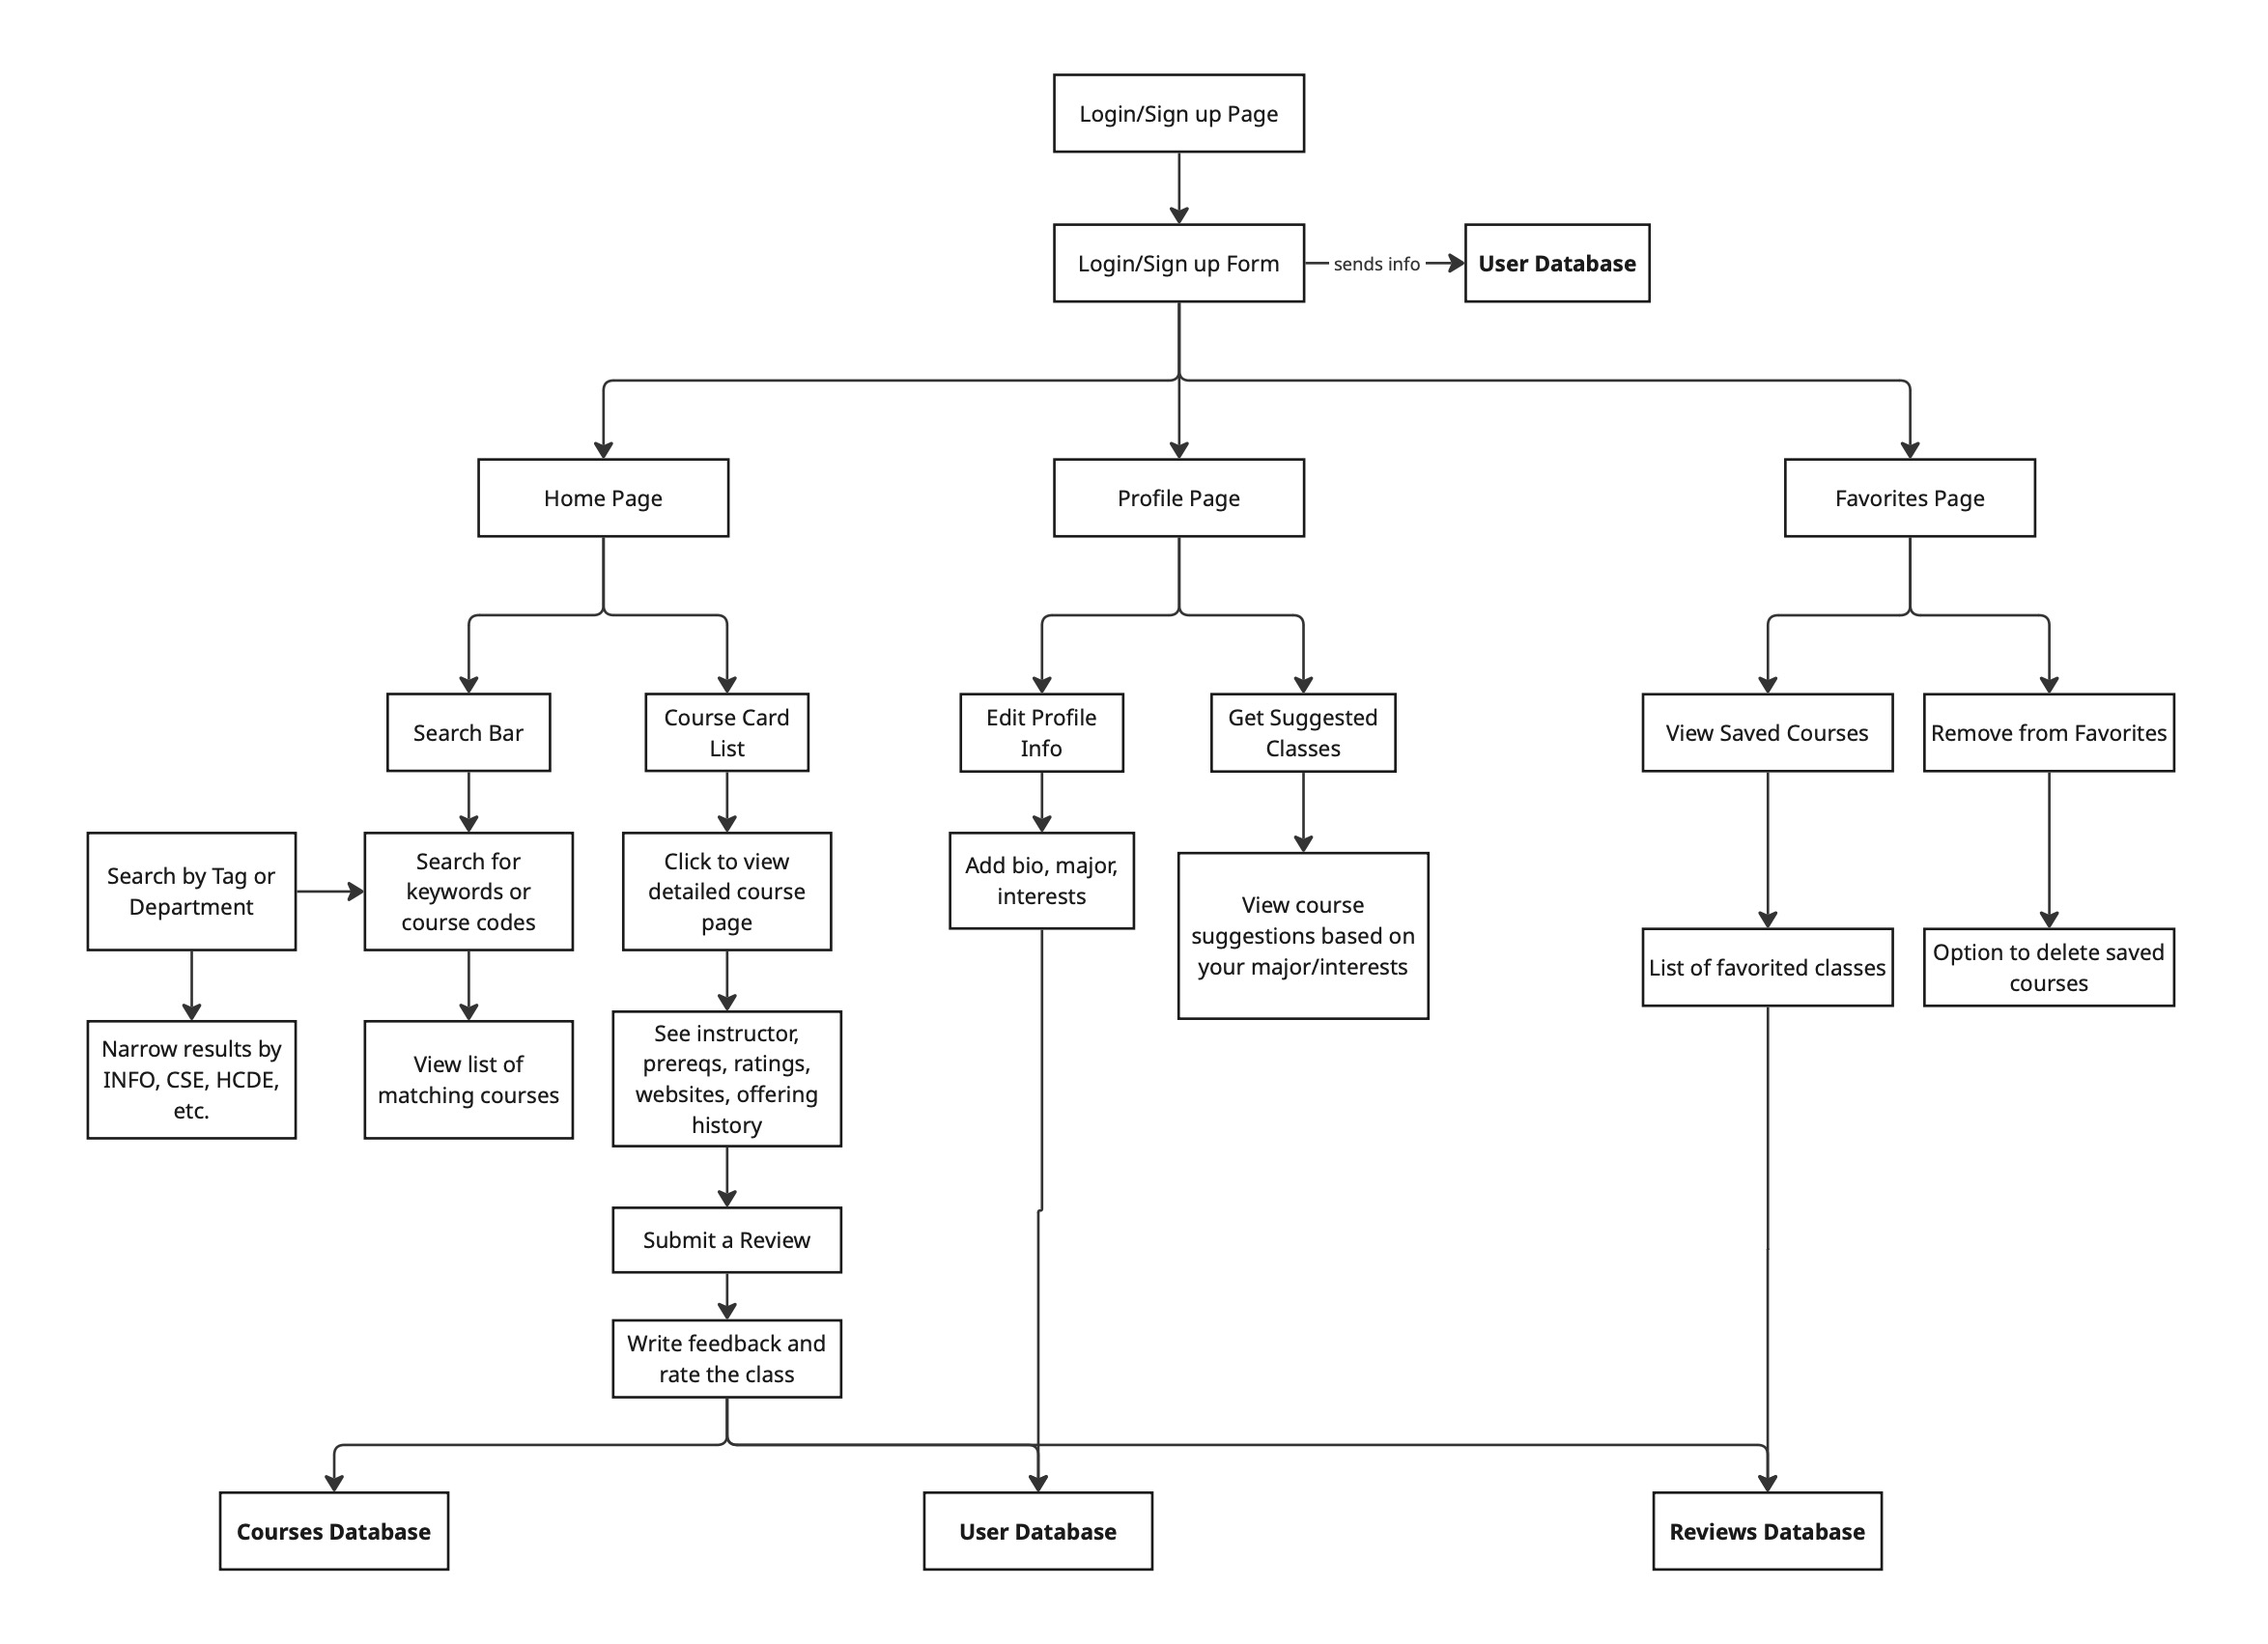 Login/Sign up Page
Login/Sign up Form
sends info
User Database
Home Page
Profile Page
Favorites Page
Search Bar
Course Card
List
Edit Profile
Info
Get Suggested
Classes
View Saved Courses
Remove from Favorites
Search by Tag or
Department
Search for
keywords or
course codes
Click to view
detailed course
page
Add bio, major,
interests
View course
suggestions based on
your major/interests
List of favorited classes
Option to delete saved
courses
Narrow results by
INFO, CSE, HCDE,
etc.
View list of
matching courses
See instructor,
prereqs, ratings,
websites, offering
history
Submit a Review
Write feedback and
rate the class
Courses Database
User Database
Reviews Database